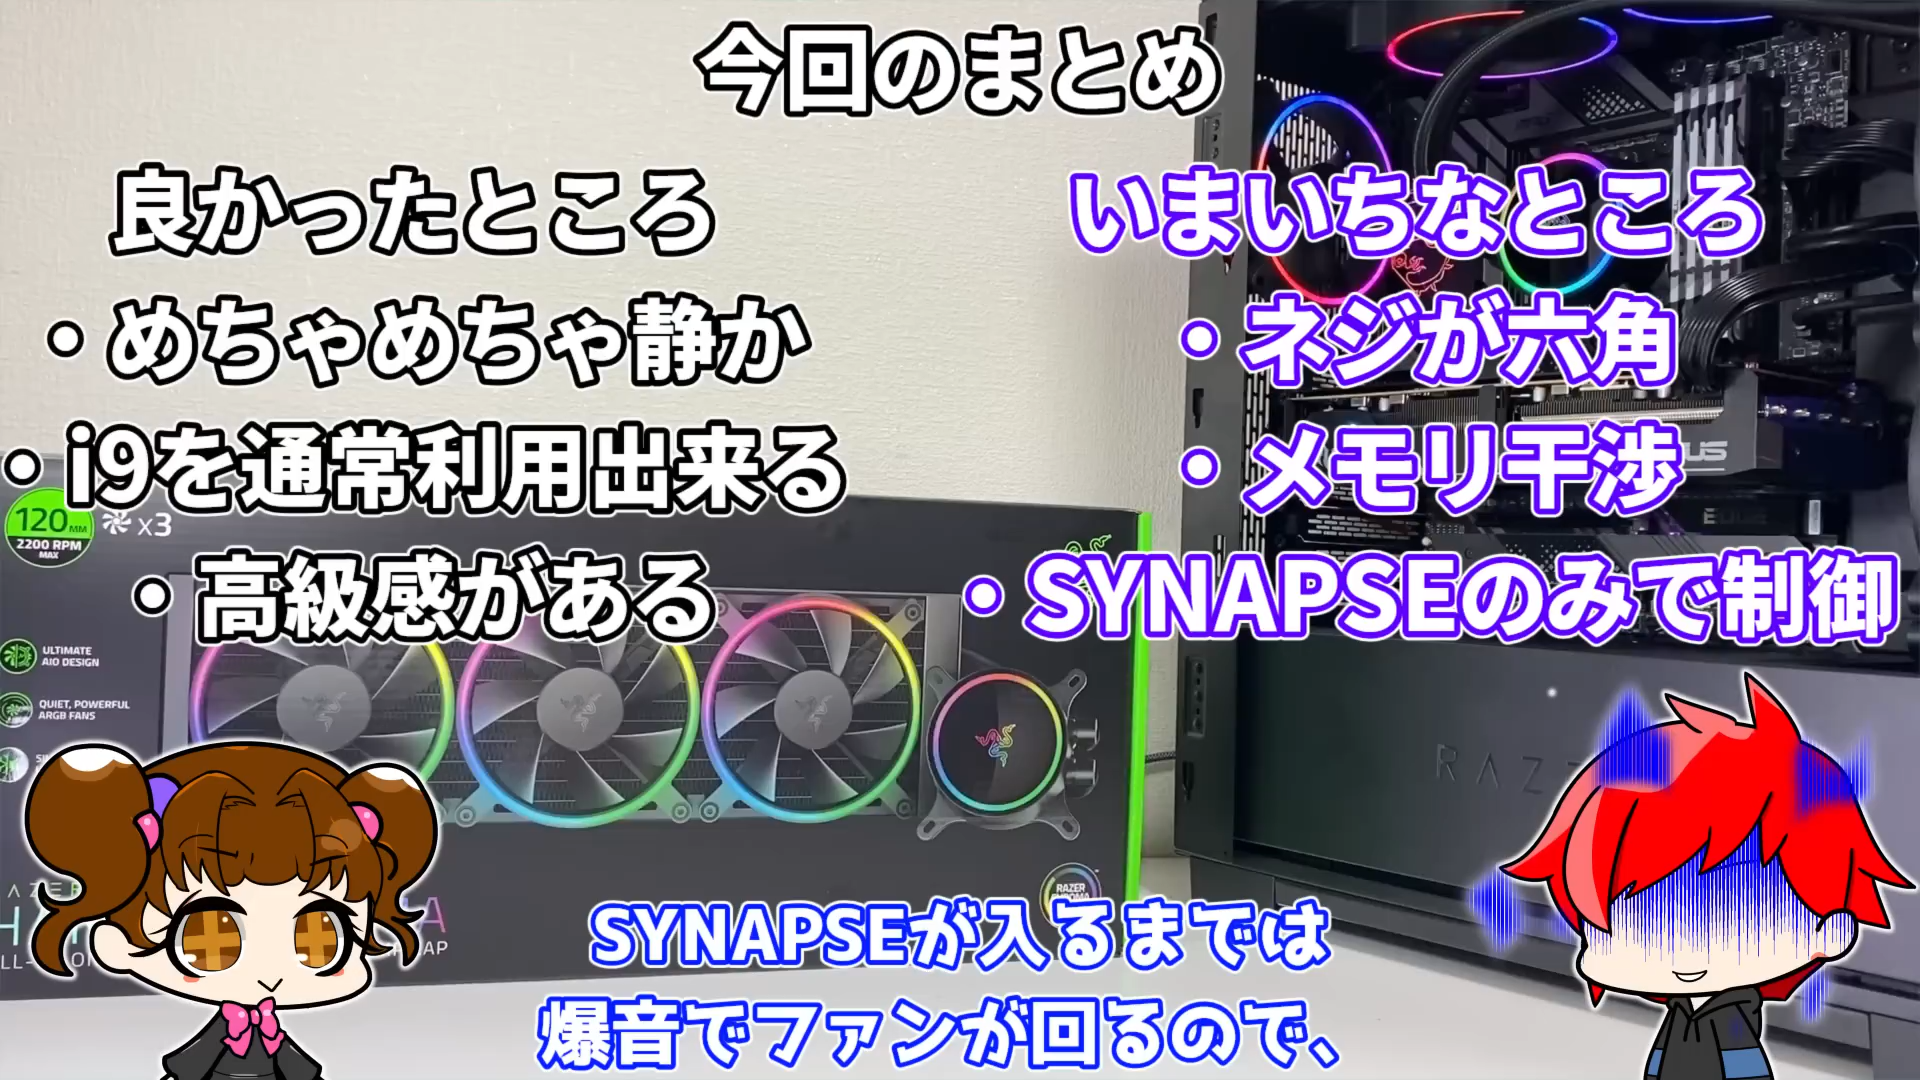 今回のまとめ
良かったところ
・めちゃめちゃ静か
・i9を通常利用出来る
・高級感がある
いまいちなところ
・ネジが六角
・メモリ干渉
・SYNAPSEのみで制御
120MM
x3
2200 RPM
MAX
ULTIMATE
AIO DESIGN
QUIET, POWERFUL
ARGB FANS
RAZER
SYNAPSEが入るまでは
爆音でファンが回るので、